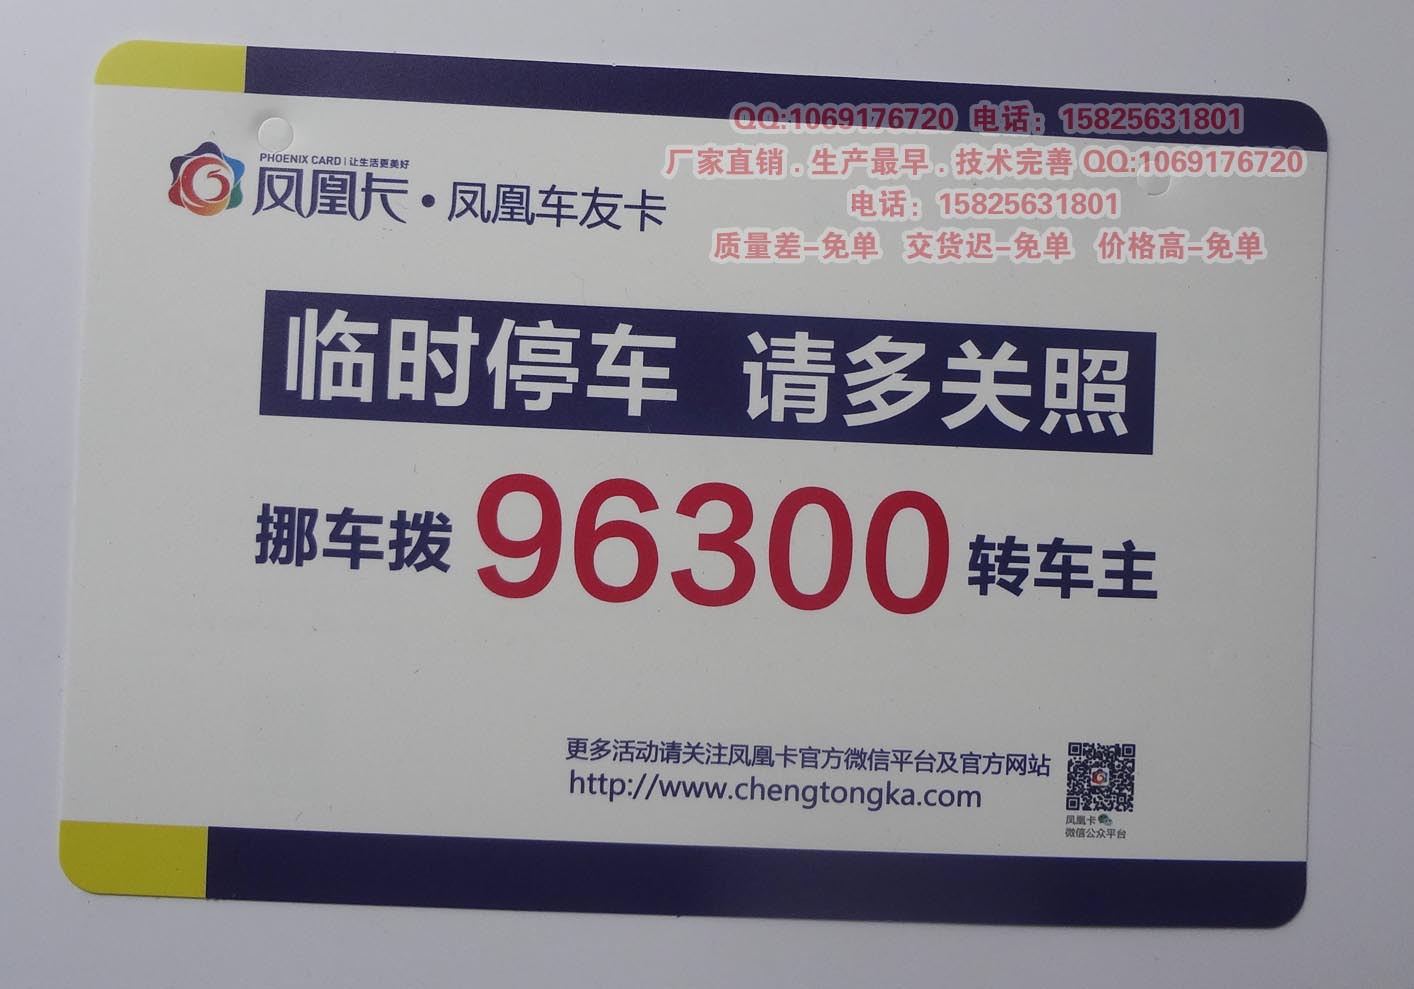 QQ:1069176720 电话：15825631801
厂家直销.生产最早.技术完善QQ:1069176720
电话：15825631801
质量差-免单 交货迟-免单 价格高-免单
PHOENIX CARD | 让生活更美好
凤凰卡·凤凰车友卡
临时停车 请多关照
挪车拨 96300 转车主
更多活动请关注凤凰卡官方微信平台及官方网站
http://www.chengtongka.com
凤凰卡
微信公众平台